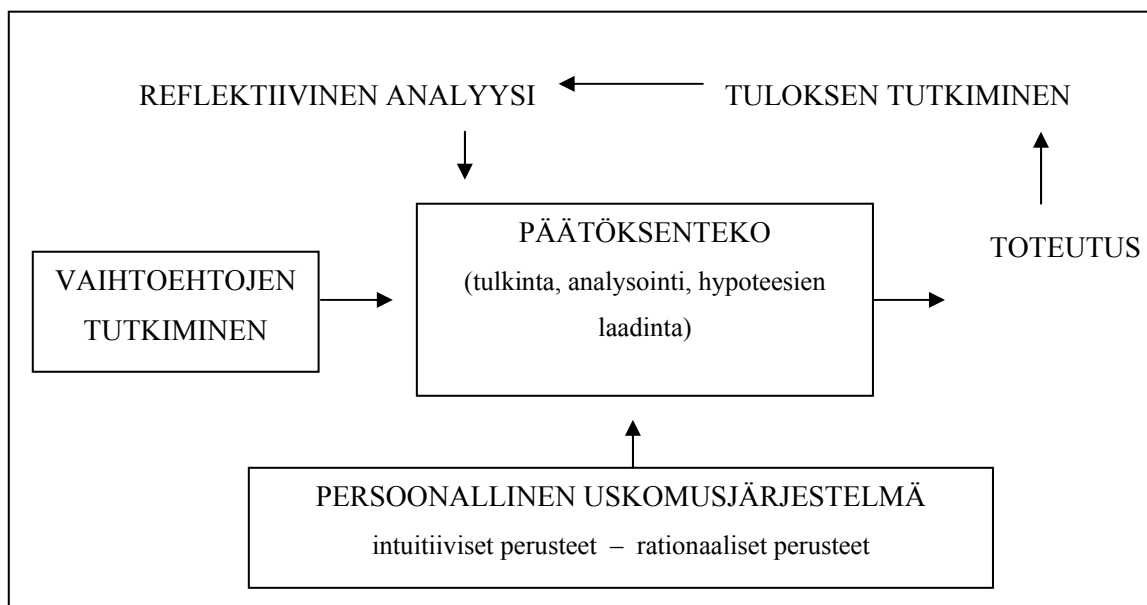 REFLEKTIIVINEN ANALYYSI
TULOKSEN TUTKIMINEN
PÄÄTÖKSENTEKO
(tulkinta, analysointi, hypoteesien
laadinta)
TOTEUTUS
VAIHTOEHTOJEN
TUTKIMINEN
PERSOONALLINEN USKOMUSJÄRJESTELMÄ
intuitiiviset perusteet – rationaaliset perusteet